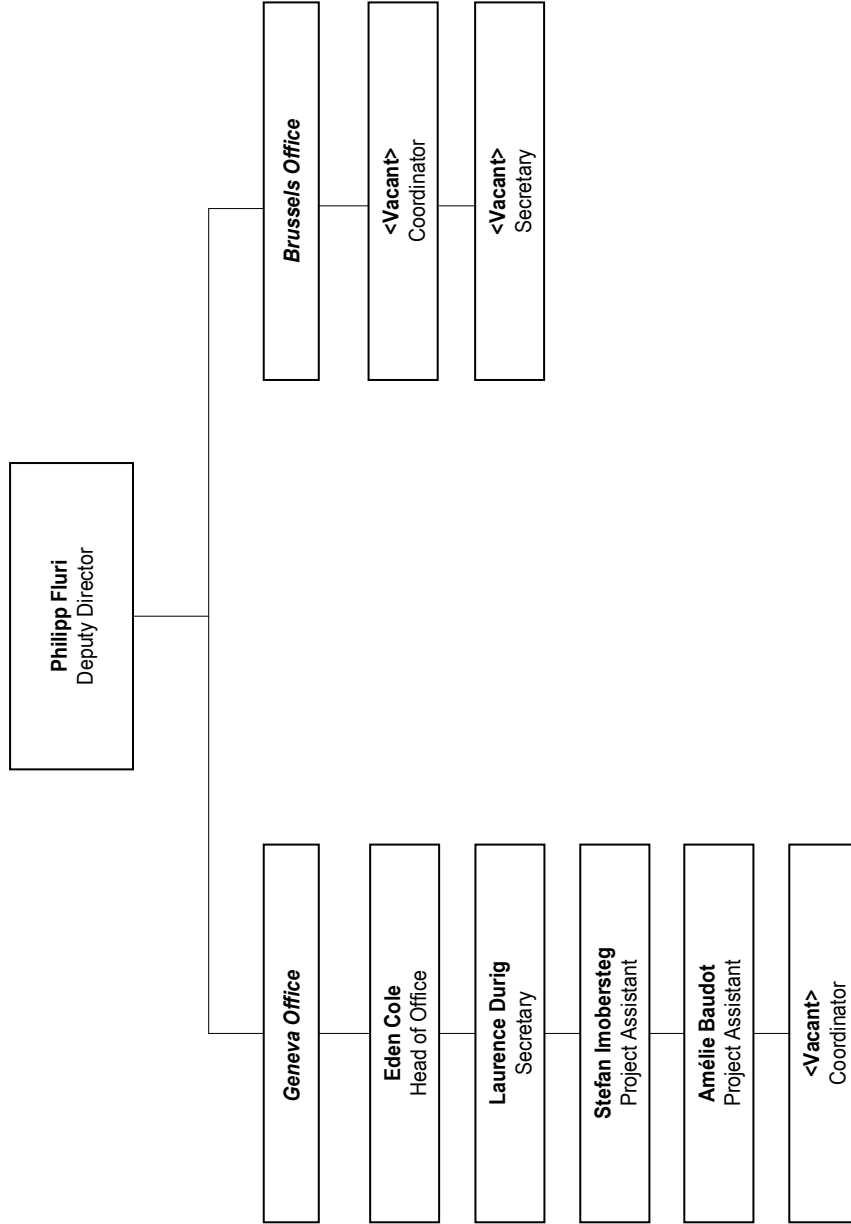 Philipp Fluri
Deputy Director
Geneva Office
Eden Cole
Head of Office
Laurence Durig
Secretary
Stefan Imobersteg
Project Assistant
Amélie Baudot
Project Assistant
<Vacant>
Coordinator
Brussels Office
<Vacant>
Coordinator
<Vacant>
Secretary